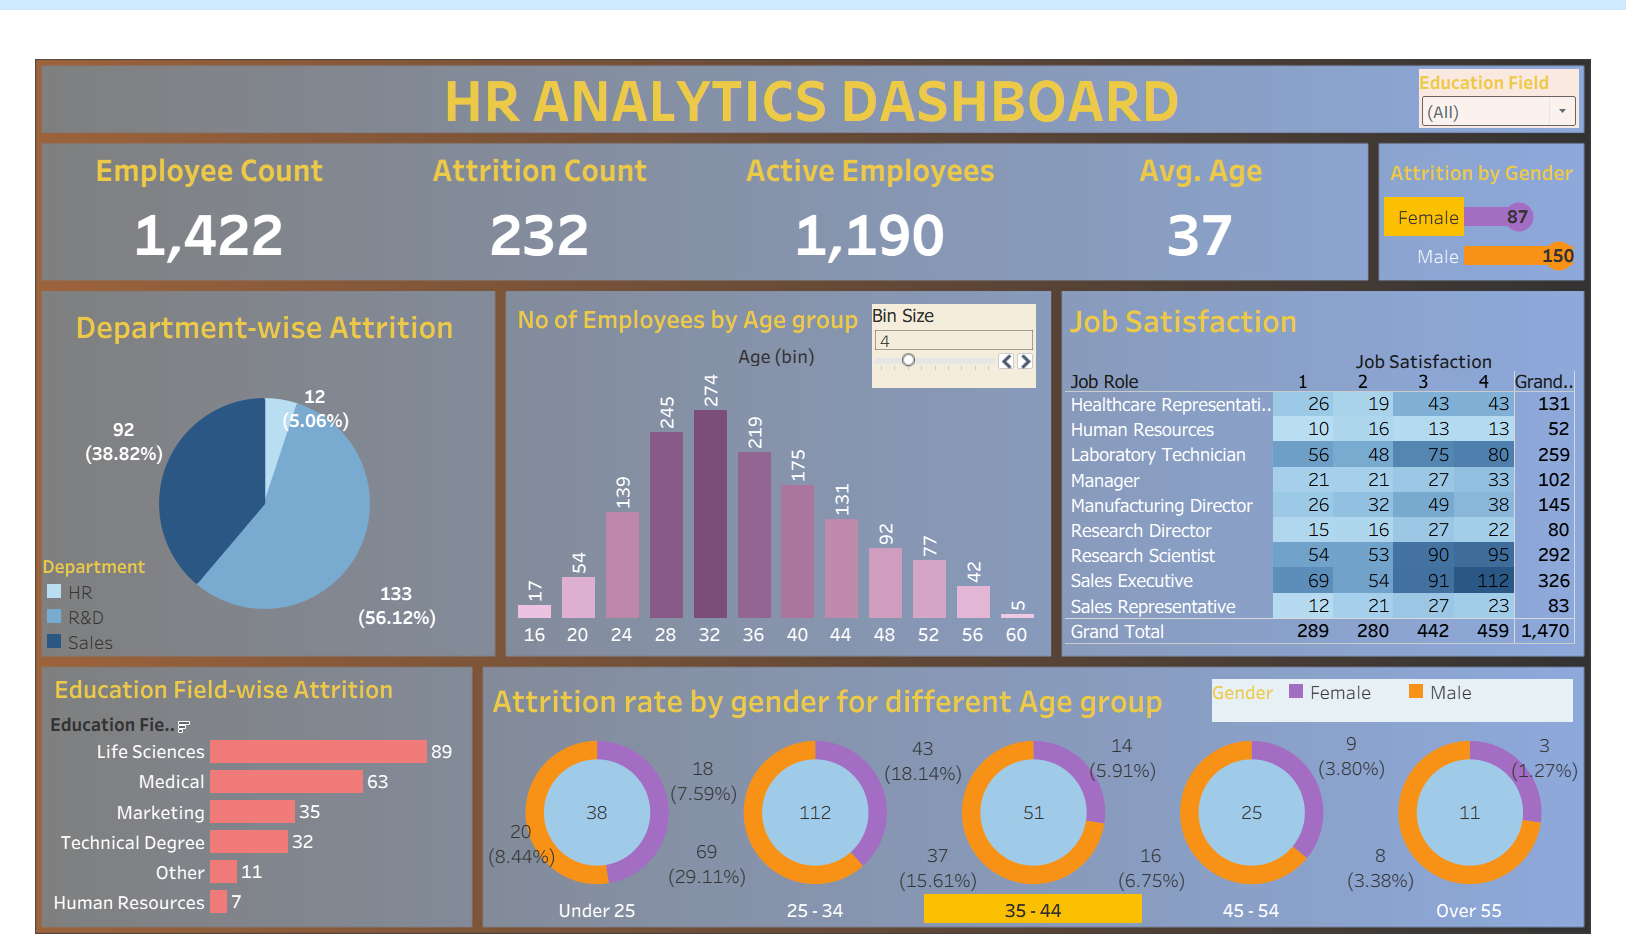 HR ANALYTICS DASHBOARD
Education Field
(All)
Employee Count
Attrition Count
Active Employees
Avg. Age
1,422
232
1,190
37
Attrition by Gender
Female 87
Male 150
Department-wise Attrition
12
(5.06%)
92
(38.82%)
133
(56.12%)
Department
HR
R&D
Sales
No of Employees by Age group
Bin Size
4
Age (bin)
17 54 139 245 274 219 175 131 92 77 42 5
16 20 24 28 32 36 40 44 48 52 56 60
Job Satisfaction
Job Satisfaction
Job Role 1 2 3 4 Grand..
Healthcare Representati.. 26 19 43 43 131
Human Resources 10 16 13 13 52
Laboratory Technician 56 48 75 80 259
Manager 21 21 27 33 102
Manufacturing Director 26 32 49 38 145
Research Director 15 16 27 22 80
Research Scientist 54 53 90 95 292
Sales Executive 69 54 91 112 326
Sales Representative 12 21 27 23 83
Grand Total 289 280 442 459 1,470
Education Field-wise Attrition
Education Fie..
Life Sciences 89
Medical 63
Marketing 35
Technical Degree 32
Other 11
Human Resources 7
Attrition rate by gender for different Age group
Gender Female Male
38
18
(7.59%)
20
(8.44%)
Under 25
112
43
(18.14%)
69
(29.11%)
25 - 34
51
14
(5.91%)
37
(15.61%)
35 - 44
25
9
(3.80%)
16
(6.75%)
45 - 54
11
3
(1.27%)
8
(3.38%)
Over 55